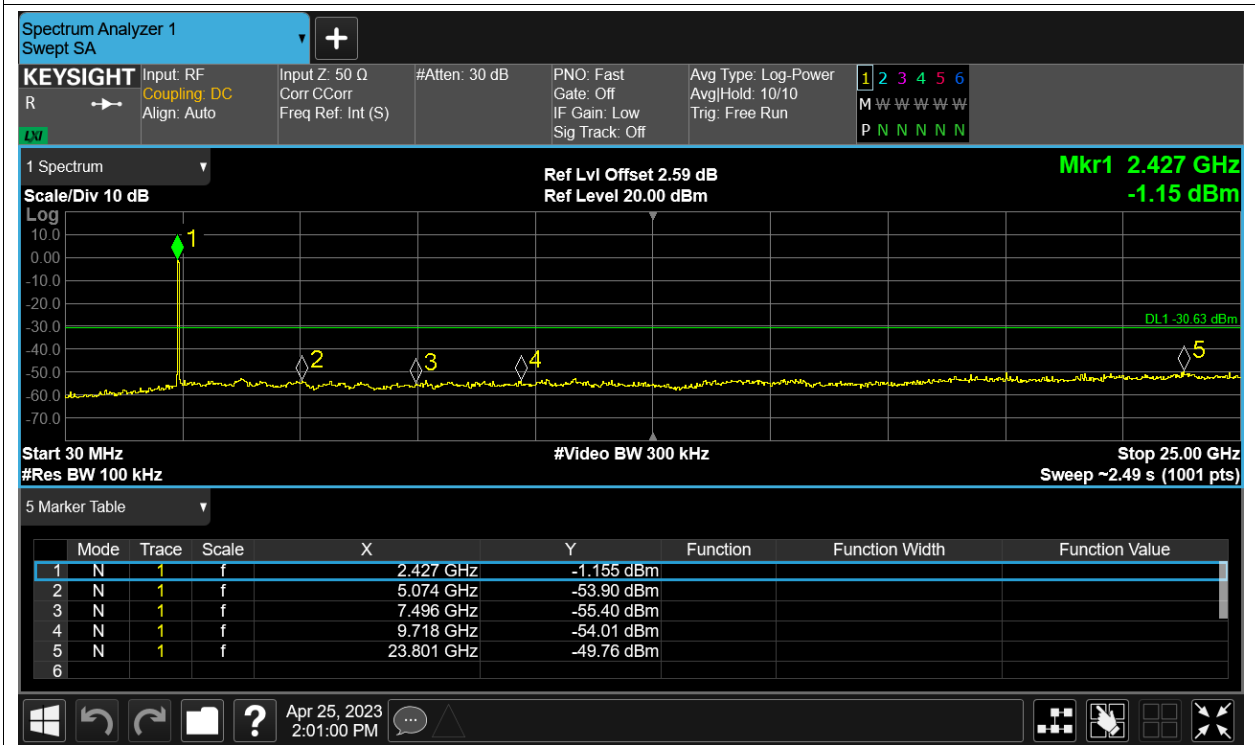 Spectrum Analyzer 1
Swept SA
KEYSIGHT Input: RF Input Z: 50 Ω #Atten: 30 dB PNO: Fast Avg Type: Log-Power 1 2 3 4 5 6
R Coupling: DC Corr CCorr Gate: Off Avg|Hold: 10/10 M W W W W W
Align: Auto Freq Ref: Int (S) IF Gain: Low Trig: Free Run
LXI Sig Track: Off P N N N N N
1 Spectrum Ref Lvl Offset 2.59 dB Mkr1 2.427 GHz
Scale/Div 10 dB Ref Level 20.00 dBm -1.15 dBm
Log
10.0 1
0.00
-10.0
-20.0
DL1 -30.63 dBm
-30.0
-40.0 2 3 4 5
-50.0
-60.0
-70.0
Start 30 MHz #Video BW 300 kHz Stop 25.00 GHz
#Res BW 100 kHz Sweep ~2.49 s (1001 pts)
5 Marker Table
Mode Trace Scale X Y Function Function Width Function Value
1 N 1 f 2.427 GHz -1.155 dBm
2 N 1 f 5.074 GHz -53.90 dBm
3 N 1 f 7.496 GHz -55.40 dBm
4 N 1 f 9.718 GHz -54.01 dBm
5 N 1 f 23.801 GHz -49.76 dBm
6
? Apr 25, 2023
2:01:00 PM